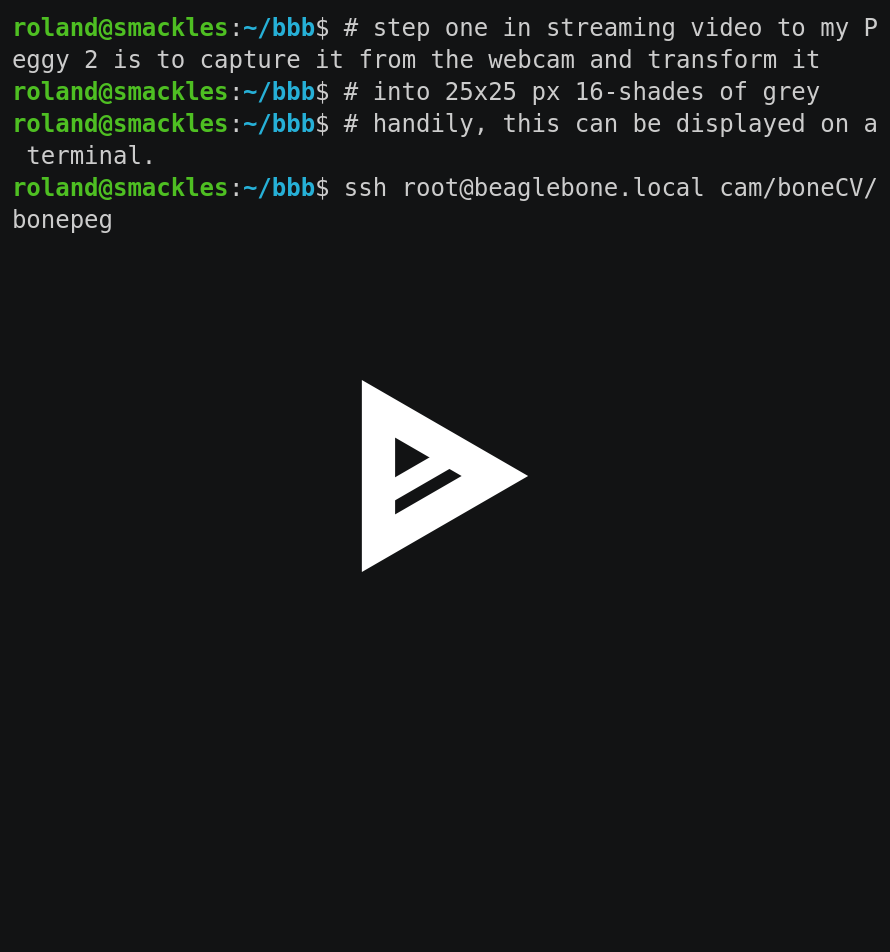 roland@smackles:~/bbb$ # step one in streaming video to my P
eggy 2 is to capture it from the webcam and transform it
roland@smackles:~/bbb$ # into 25x25 px 16-shades of grey
roland@smackles:~/bbb$ # handily, this can be displayed on a
 terminal.
roland@smackles:~/bbb$ ssh root@beaglebone.local cam/boneCV/
bonepeg